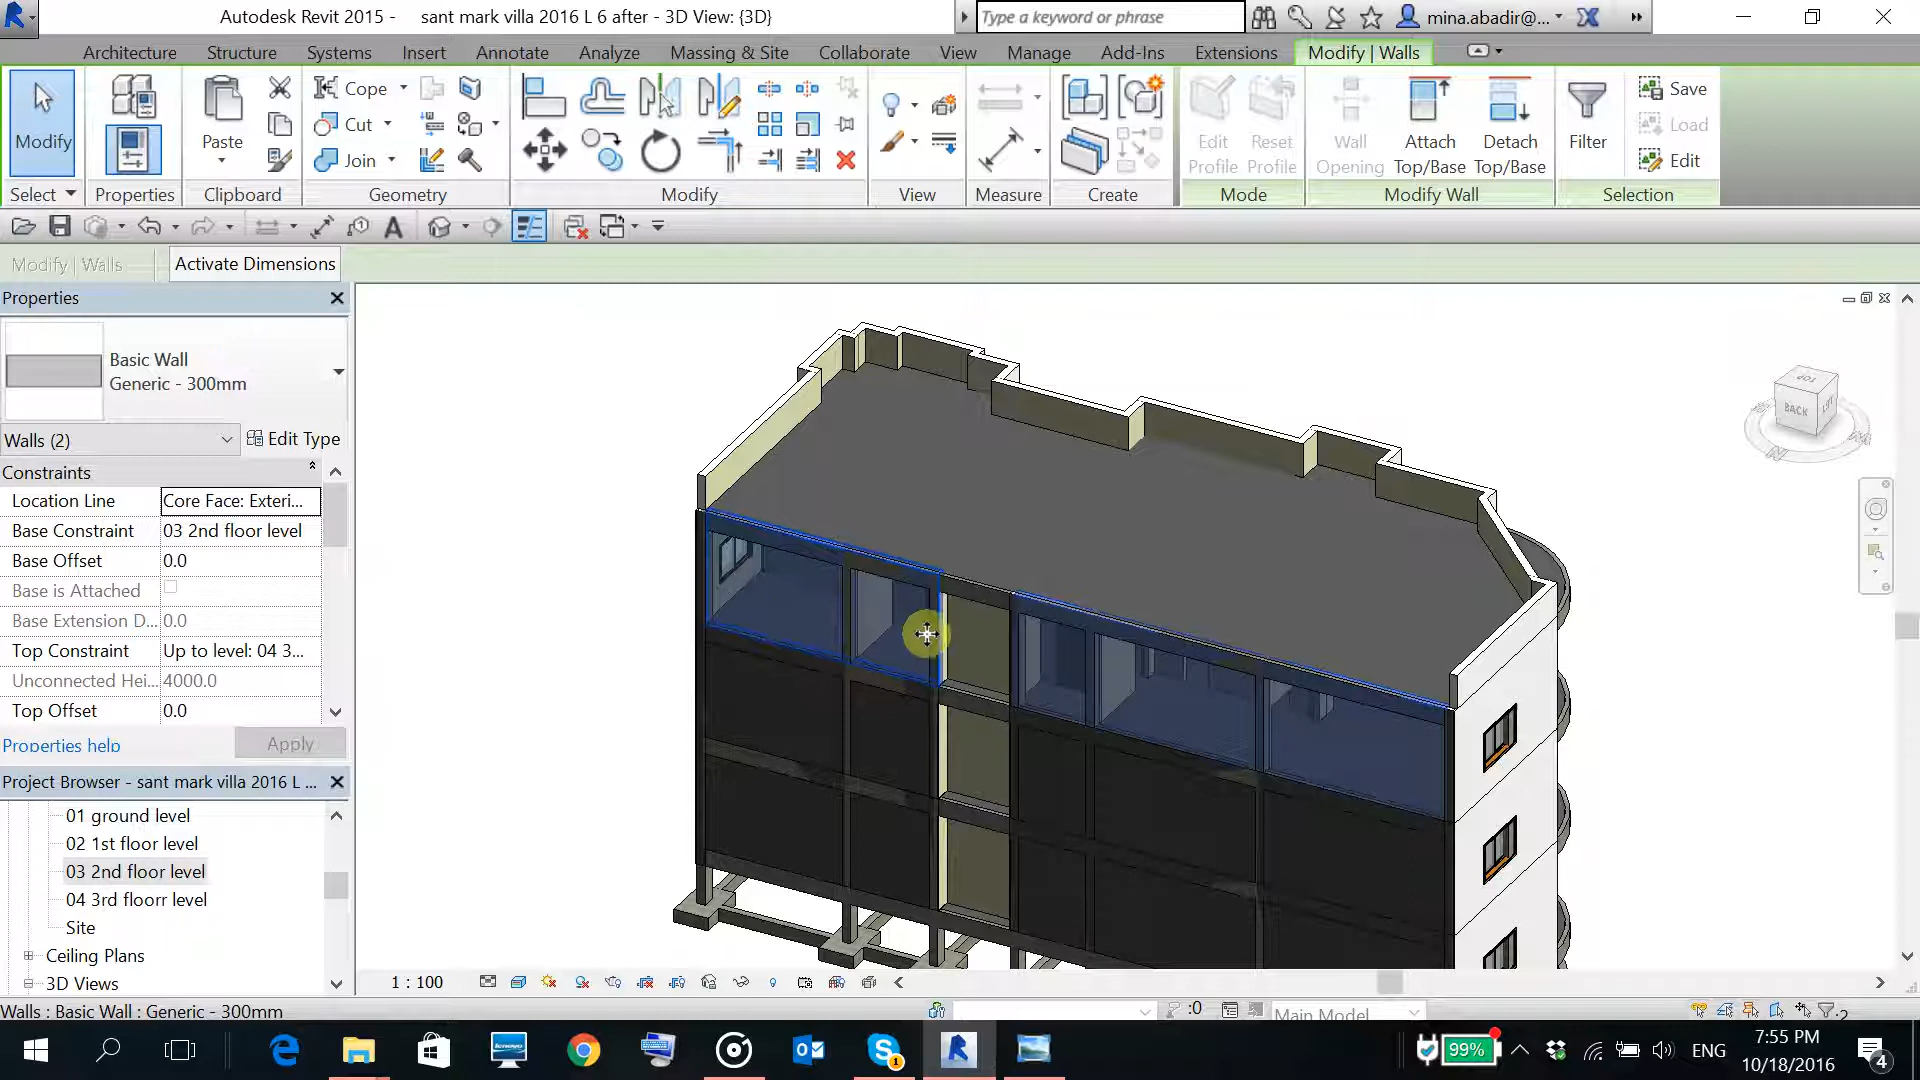 Autodesk Revit 2015 - sant mark villa 2016 L 6 after - 3D View: {3D}
Type a keyword or phrase
mina.abadir@...
Architecture Structure Systems Insert Annotate Analyze Massing & Site Collaborate View Manage Add-Ins Extensions Modify | Walls
Modify
Paste
Cope
Cut
Join
Edit Profile
Reset Profile
Wall Opening
Attach Top/Base
Detach Top/Base
Filter
Save
Load
Edit
Select Properties Clipboard Geometry Modify View Measure Create Mode Modify Wall Selection
A
Modify | Walls
Activate Dimensions
Properties
Basic Wall
Generic - 300mm
Walls (2)
Edit Type
Constraints
Location Line Core Face: Exteri...
Base Constraint 03 2nd floor level
Base Offset 0.0
Base is Attached
Base Extension D... 0.0
Top Constraint Up to level: 04 3...
Unconnected Hei... 4000.0
Top Offset 0.0
Properties help
Apply
Project Browser - sant mark villa 2016 L ...
01 ground level
02 1st floor level
03 2nd floor level
04 3rd floorr level
Site
Ceiling Plans
3D Views
TOP
BACK
LEFT
1 : 100
Walls : Basic Wall : Generic - 300mm
:0
Main Model
:2
99%
ENG
7:55 PM
10/18/2016
1
4